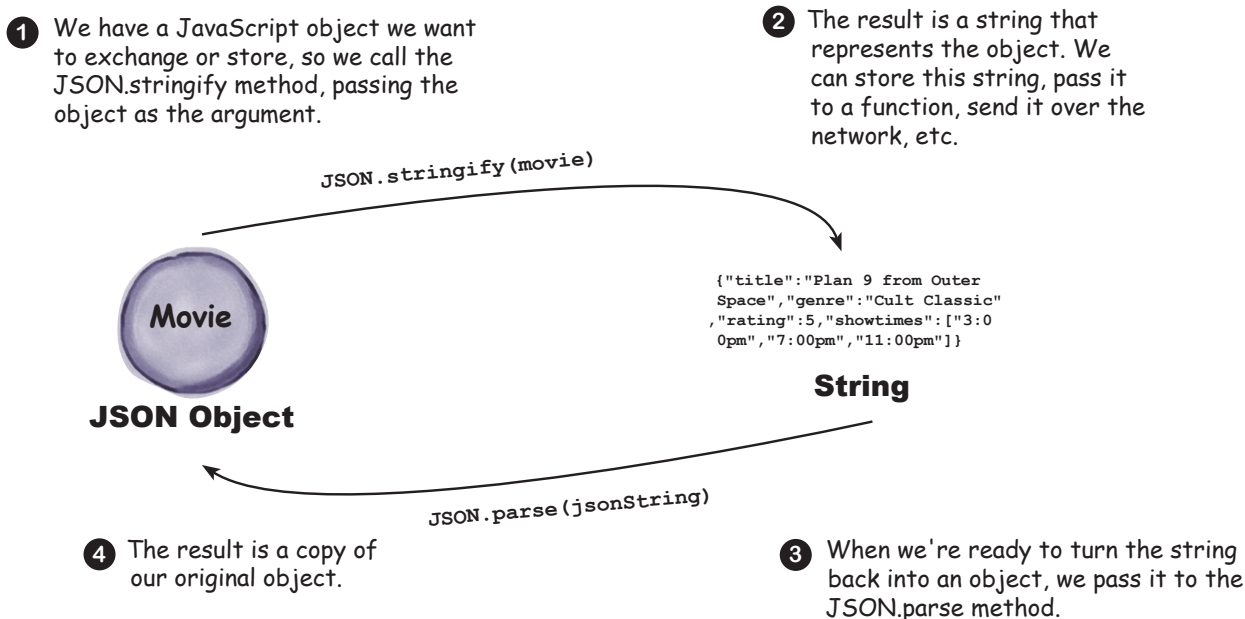 1 We have a JavaScript object we want
to exchange or store, so we call the
JSON.stringify method, passing the
object as the argument.
2 The result is a string that
represents the object. We
can store this string, pass it
to a function, send it over the
network, etc.
JSON.stringify(movie)
Movie
JSON Object
{"title":"Plan 9 from Outer
Space","genre":"Cult Classic"
,"rating":5,"showtimes":["3:0
0pm","7:00pm","11:00pm"]}
String
JSON.parse(jsonString)
4 The result is a copy of
our original object.
3 When we're ready to turn the string
back into an object, we pass it to the
JSON.parse method.